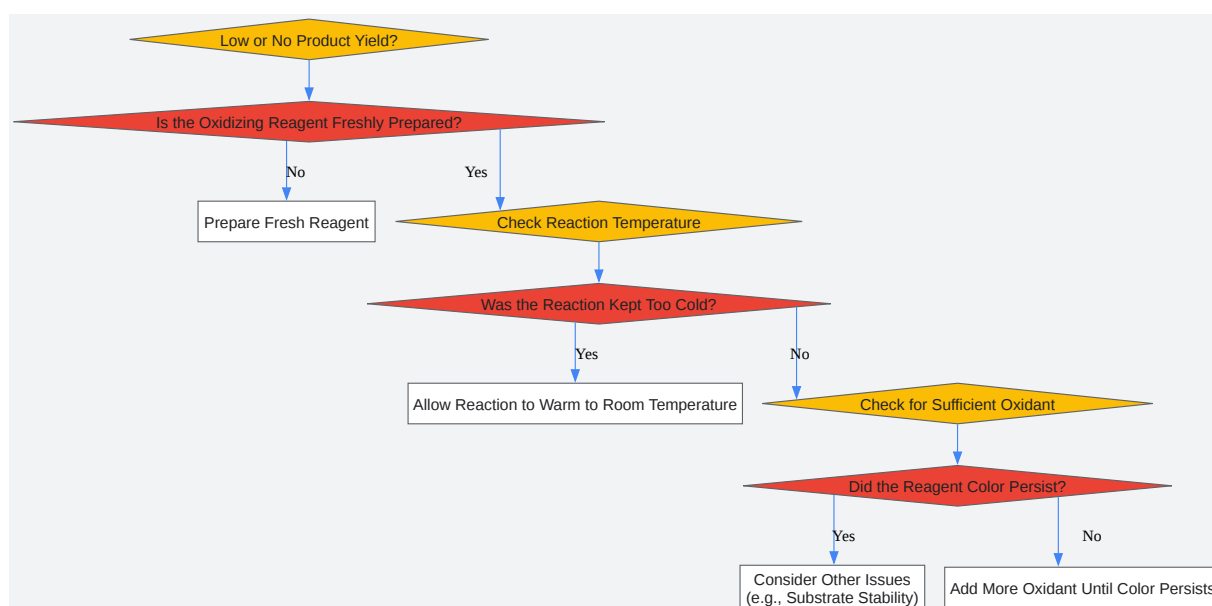 Low or No Product Yield?
Is the Oxidizing Reagent Freshly Prepared?
No
Yes
Prepare Fresh Reagent
Check Reaction Temperature
Was the Reaction Kept Too Cold?
Yes
No
Allow Reaction to Warm to Room Temperature
Check for Sufficient Oxidant
Did the Reagent Color Persist?
Yes
No
Consider Other Issues
(e.g., Substrate Stability)
Add More Oxidant Until Color Persists